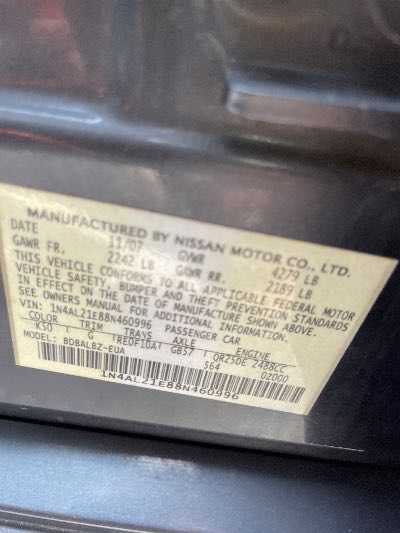 MANUFACTURED BY NISSAN MOTOR CO., LTD.
DATE 11/07 GVWR 4279 LB
GAWR FR. 2242 LB GAWR RR. 2189 LB
THIS VEHICLE CONFORMS TO ALL APPLICABLE FEDERAL MOTOR
VEHICLE SAFETY, BUMPER AND THEFT PREVENTION STANDARDS
IN EFFECT ON THE DATE OF MANUFACTURE SHOWN ABOVE.
SEE OWNERS MANUAL FOR ADDITIONAL INFORMATION.
VIN: 1N4AL21E88N460996 PASSENGER CAR
COLOR TRIM TRANS AXLE ENGINE
K50 G RE0F10A GB57 QR25DE 2488CC
MODEL: BDBALBZ-EUA 564 0Z000
1N4AL21E88N460996